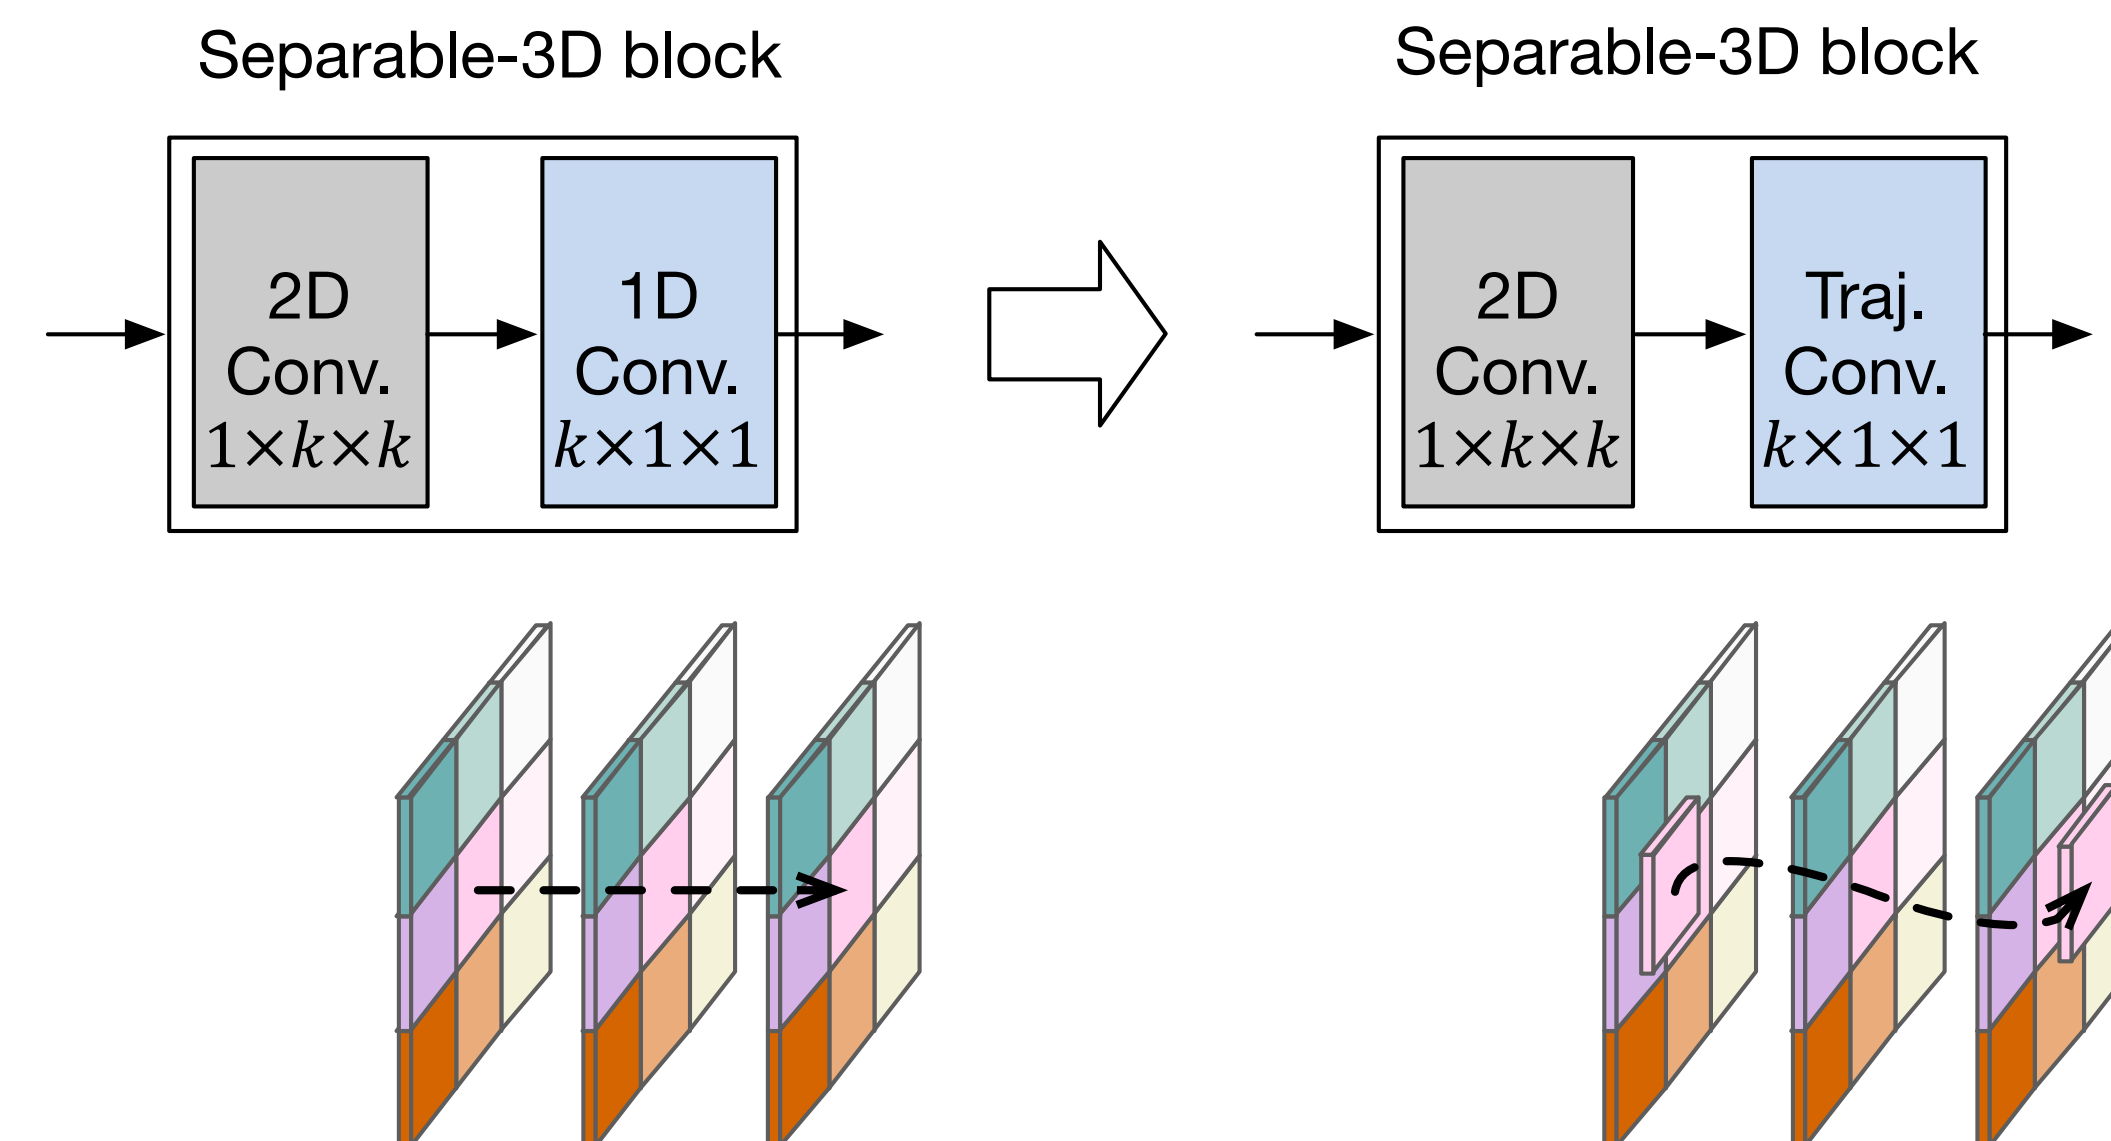 Separable-3D block
2D
Conv.
1×k×k
1D
Conv.
k×1×1
Separable-3D block
2D
Conv.
1×k×k
Traj.
Conv.
k×1×1